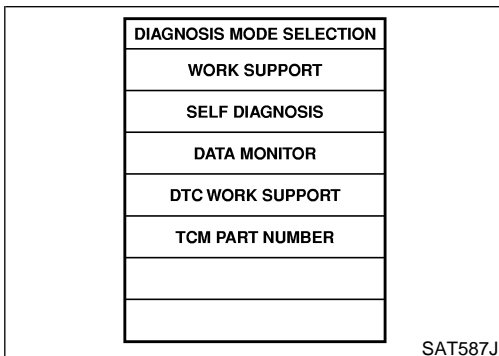 DIAGNOSIS MODE SELECTION
WORK SUPPORT
SELF DIAGNOSIS
DATA MONITOR
DTC WORK SUPPORT
TCM PART NUMBER
SAT587J